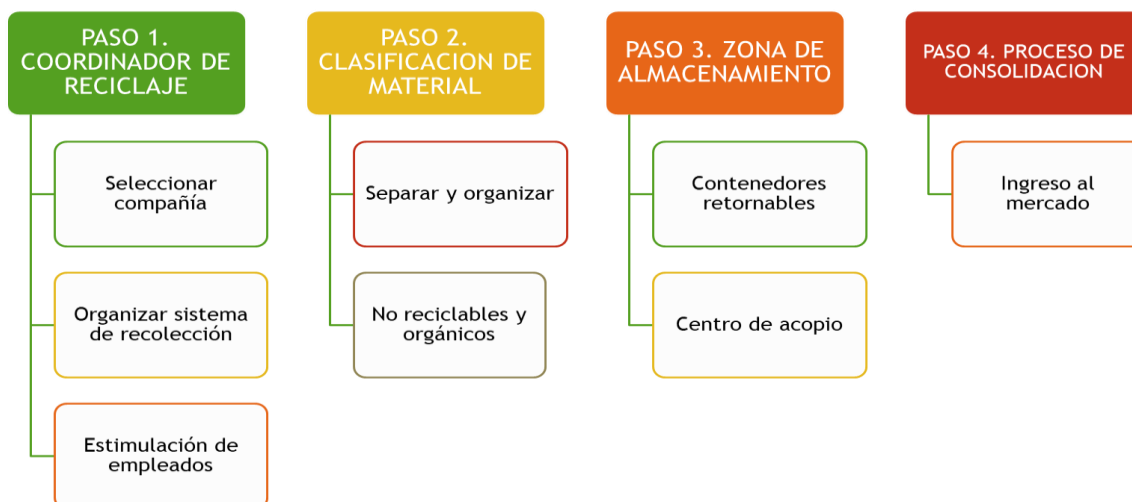 PASO 1.
COORDINADOR DE
RECICLAJE
Seleccionar
compañía
Organizar sistema
de recolección
Estimulación de
empleados
PASO 2.
CLASIFICACION DE
MATERIAL
Separar y organizar
No reciclables y
orgánicos
PASO 3. ZONA DE
ALMACENAMIENTO
Contenedores
retornables
Centro de acopio
PASO 4. PROCESO DE
CONSOLIDACION
Ingreso al
mercado